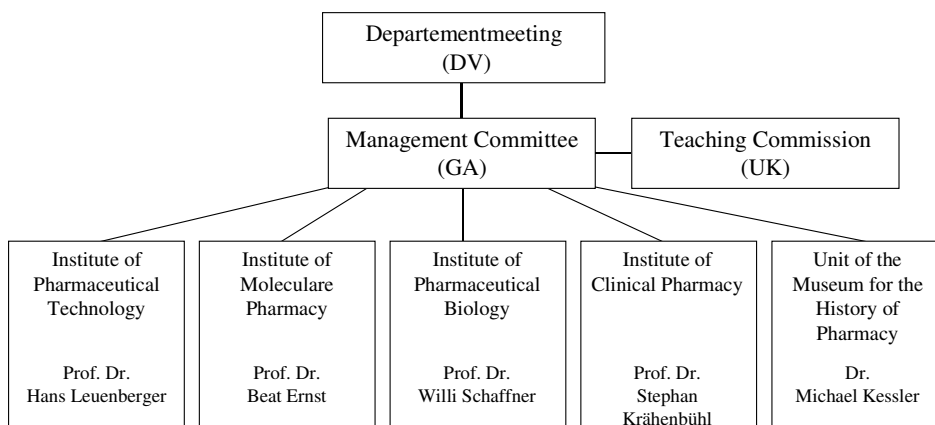 Departementmeeting
(DV)
Management Committee
(GA)
Teaching Commission
(UK)
Institute of
Pharmaceutical
Technology
Prof. Dr.
Hans Leuenberger
Institute of
Moleculare
Pharmacy
Prof. Dr.
Beat Ernst
Institute of
Pharmaceutical
Biology
Prof. Dr.
Willi Schaffner
Institute of
Clinical Pharmacy
Prof. Dr.
Stephan
Krähenbühl
Unit of the
Museum for the
History of
Pharmacy
Dr.
Michael Kessler